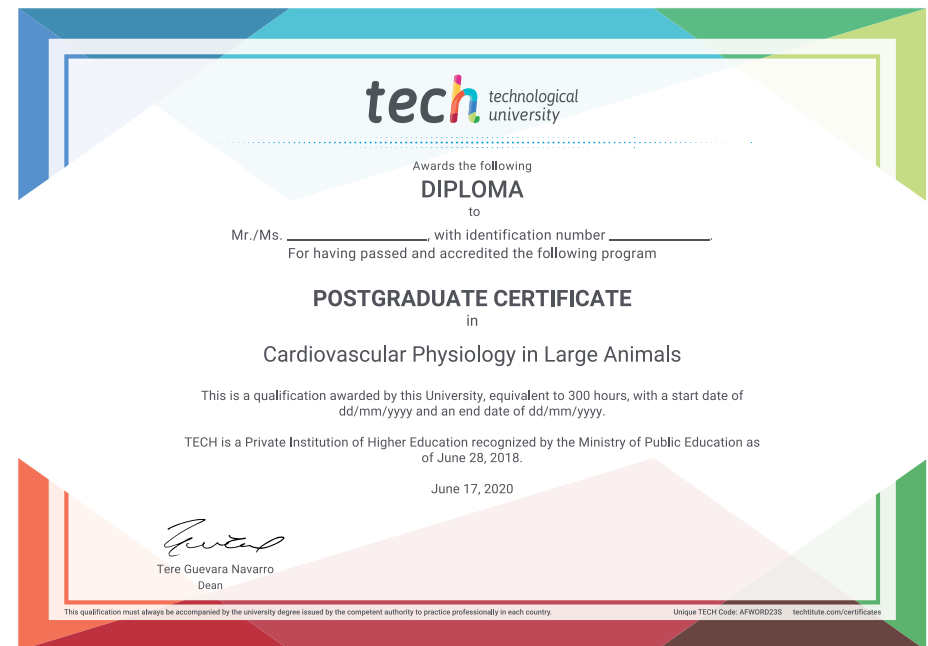 tech technological
university
Awards the following
DIPLOMA
to
Mr./Ms. ____________________, with identification number ______________.
For having passed and accredited the following program
POSTGRADUATE CERTIFICATE
in
Cardiovascular Physiology in Large Animals
This is a qualification awarded by this University, equivalent to 300 hours, with a start date of
dd/mm/yyyy and an end date of dd/mm/yyyy.
TECH is a Private Institution of Higher Education recognized by the Ministry of Public Education as
of June 28, 2018.
June 17, 2020
Tere Guevara Navarro
Dean
This qualification must always be accompanied by the university degree issued by the competent authority to practice professionally in each country. Unique TECH Code: AFWORD23S techtitute.com/certificates